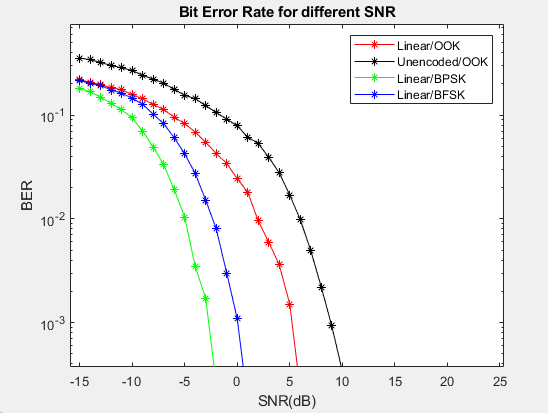 Bit Error Rate for different SNR
Linear/OOK
Unencoded/OOK
Linear/BPSK
Linear/BFSK
10^-1
10^-2
10^-3
BER
-15 -10 -5 0 5 10 15 20 25
SNR(dB)